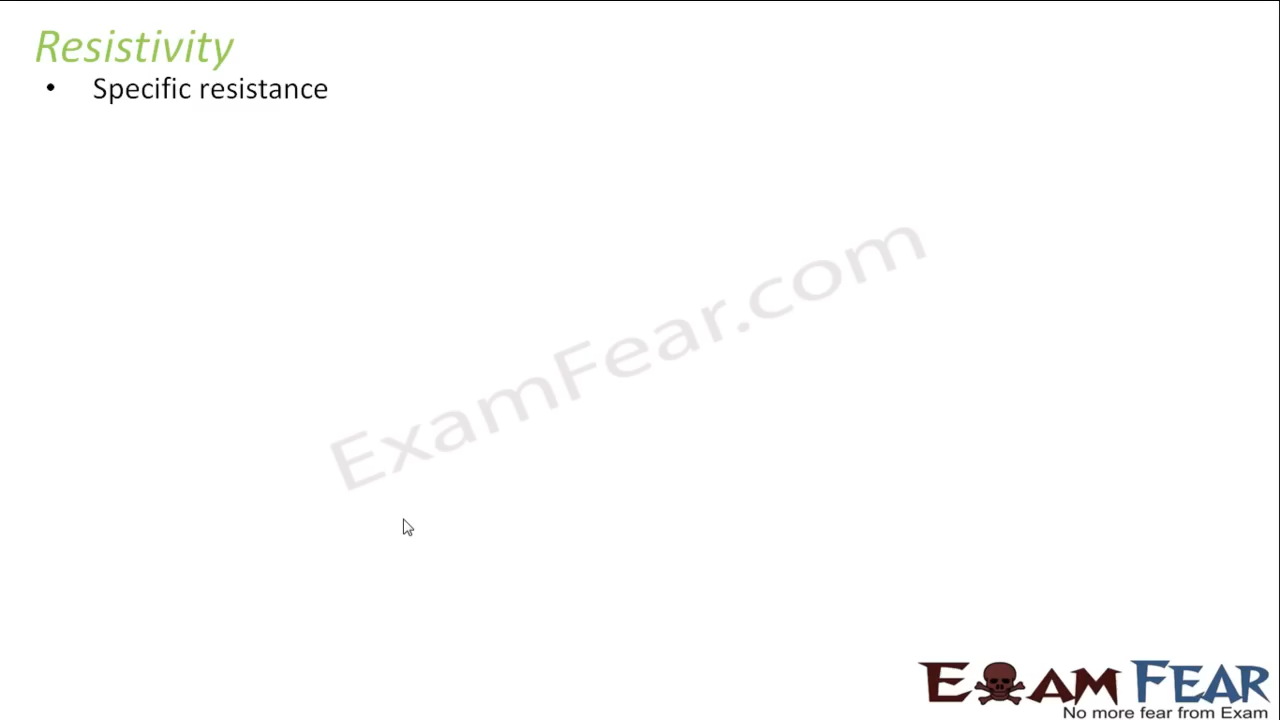 Resistivity
• Specific resistance
ExamFear.com
EXAM FEAR
No more fear from Exam